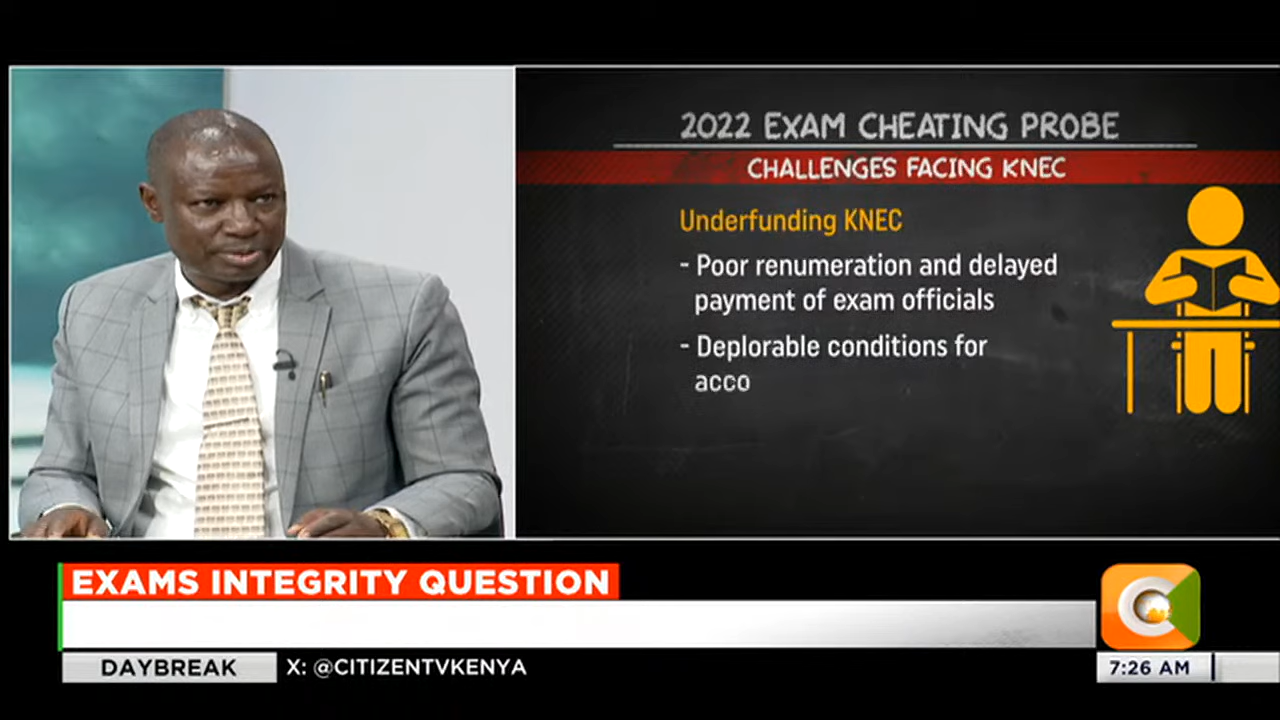 2022 EXAM CHEATING PROBE
CHALLENGES FACING KNEC
Underfunding KNEC
- Poor renumeration and delayed
payment of exam officials
- Deplorable conditions for
acco
EXAMS INTEGRITY QUESTION
DAYBREAK
X: @CITIZENTVKENYA
7:26 AM